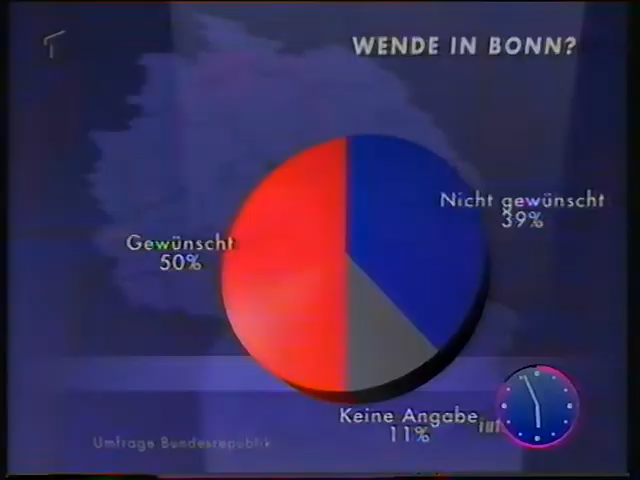 WENDE IN BONN?
Nicht gewünscht
39%
Gewünscht
50%
Keine Angabe
11%
Umfrage Bundesrepublik